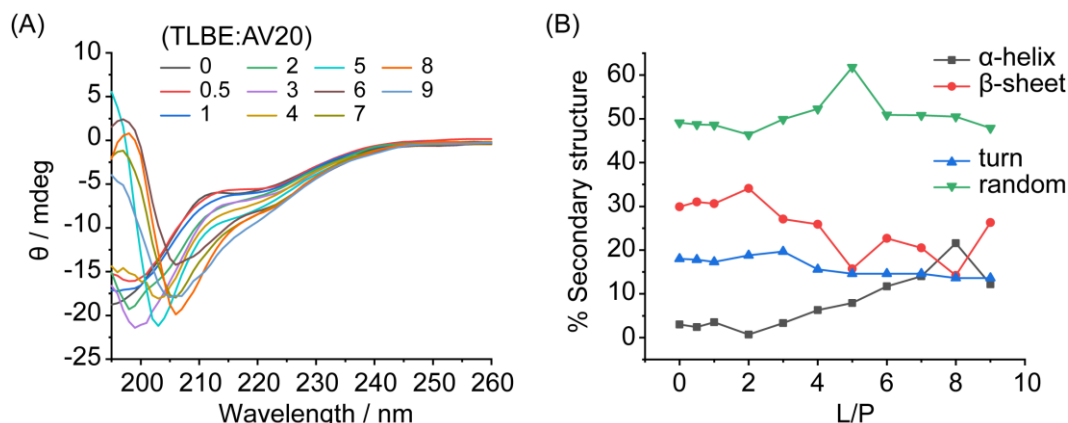 (A)
(TLBE:AV20)
0 2 5 8
0.5 3 6 9
1 4 7
10
5
0
-5
-10
-15
-20
-25
θ / mdeg
200 210 220 230 240 250 260
Wavelength / nm
(B)
α-helix
β-sheet
turn
random
60
50
40
30
20
10
0
% Secondary structure
0 2 4 6 8 10
L/P